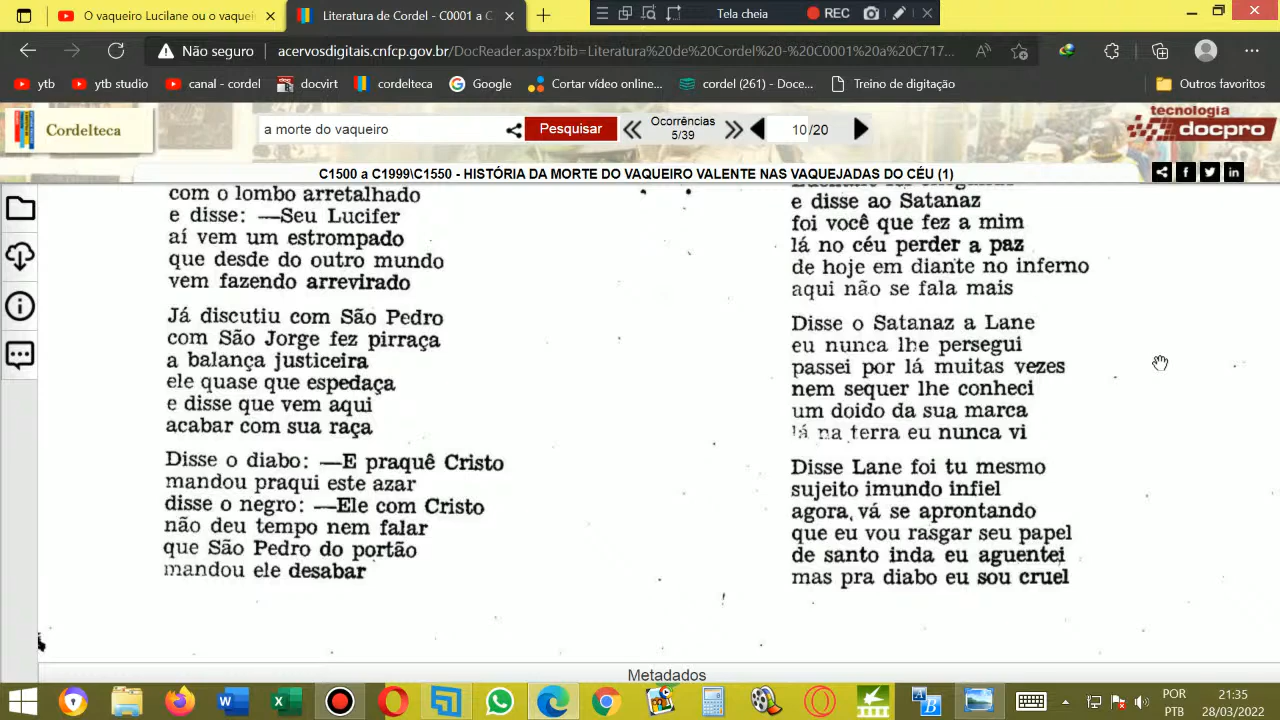 O vaqueiro Lucilane ou o vaquei
Literatura de Cordel - C0001 a C
Tela cheia
REC
Não seguro
acervosdigitais.cnfcp.gov.br/DocReader.aspx?bib=Literatura%20de%20Cordel%20-%20C0001%20a%20C717...
ytb
ytb studio
canal - cordel
docvirt
cordelteca
Google
Cortar vídeo online...
cordel (261) - Doce...
Treino de digitação
Outros favoritos
Cordelteca
a morte do vaqueiro
Pesquisar
Ocorrências
5/39
10/20
tecnologia
docpro
C1500 a C1999\C1550 - HISTÓRIA DA MORTE DO VAQUEIRO VALENTE NAS VAQUEJADAS DO CÉU (1)
com o lombo arretalhado
e disse: —Seu Lucifer
aí vem um estrompado
que desde do outro mundo
vem fazendo arrevirado
Já discutiu com São Pedro
com São Jorge fez pirraça
a balança justiceira
ele quase que espedaça
e disse que vem aqui
acabar com sua raça
Disse o diabo: —E praquê Cristo
mandou praqui este azar
disse o negro: —Ele com Cristo
não deu tempo nem falar
que São Pedro do portão
mandou ele desabar
e disse ao Satanaz
foi você que fez a mim
lá no céu perder a paz
de hoje em diante no inferno
aqui não se fala mais
Disse o Satanaz a Lane
eu nunca lhe persegui
passei por lá muitas vezes
nem sequer lhe conheci
um doido da sua marca
lá na terra eu nunca vi
Disse Lane foi tu mesmo
sujeito imundo infiel
agora, vá se aprontando
que eu vou rasgar seu papel
de santo inda eu aguentei
mas pra diabo eu sou cruel
Metadados
POR
PTB
21:35
28/03/2022